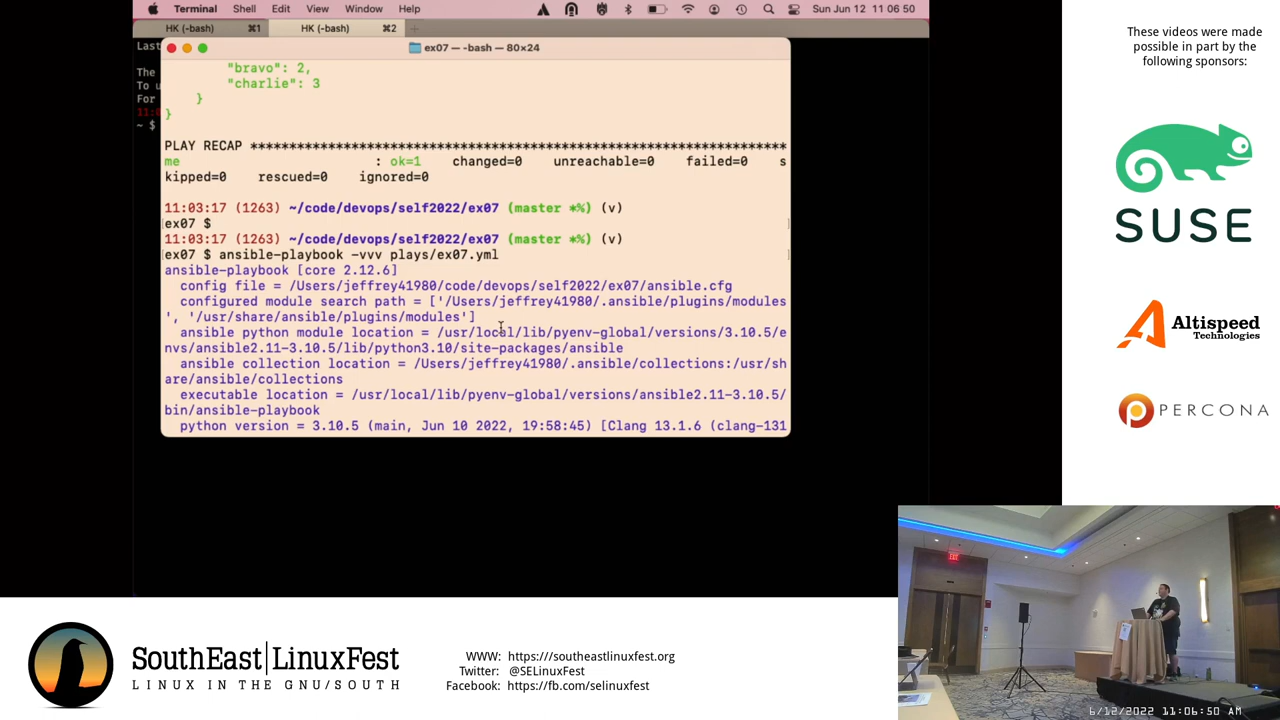 Terminal Shell Edit View Window Help Sun Jun 12 11 06 50
HK (-bash) ⌘1 HK (-bash) ⌘2 +
Last
The
To u
For
~ $
ex07 — -bash — 80×24
"bravo": 2,
"charlie": 3
}
}
PLAY RECAP *********************************************************************
me : ok=1 changed=0 unreachable=0 failed=0 s
kipped=0 rescued=0 ignored=0
11:03:17 (1263) ~/code/devops/self2022/ex07 (master *%) (v)
[ex07 $ ]
11:03:17 (1263) ~/code/devops/self2022/ex07 (master *%) (v)
[ex07 $ ansible-playbook -vvv plays/ex07.yml ]
ansible-playbook [core 2.12.6]
config file = /Users/jeffrey41980/code/devops/self2022/ex07/ansible.cfg
configured module search path = ['/Users/jeffrey41980/.ansible/plugins/modules
', '/usr/share/ansible/plugins/modules']
ansible python module location = /usr/local/lib/pyenv-global/versions/3.10.5/e
nvs/ansible2.11-3.10.5/lib/python3.10/site-packages/ansible
ansible collection location = /Users/jeffrey41980/.ansible/collections:/usr/sh
are/ansible/collections
executable location = /usr/local/lib/pyenv-global/versions/ansible2.11-3.10.5/
bin/ansible-playbook
python version = 3.10.5 (main, Jun 10 2022, 19:58:45) [Clang 13.1.6 (clang-131
These videos were made
possible in part by the
following sponsors:
SUSE
Altispeed
Technologies
PERCONA
EXIT
6/12/2022 11:06:50 AM
SouthEast LinuxFest
LINUX IN THE GNU/SOUTH
WWW: https:///southeastlinuxfest.org
Twitter: @SELinuxFest
Facebook: https://fb.com/selinuxfest